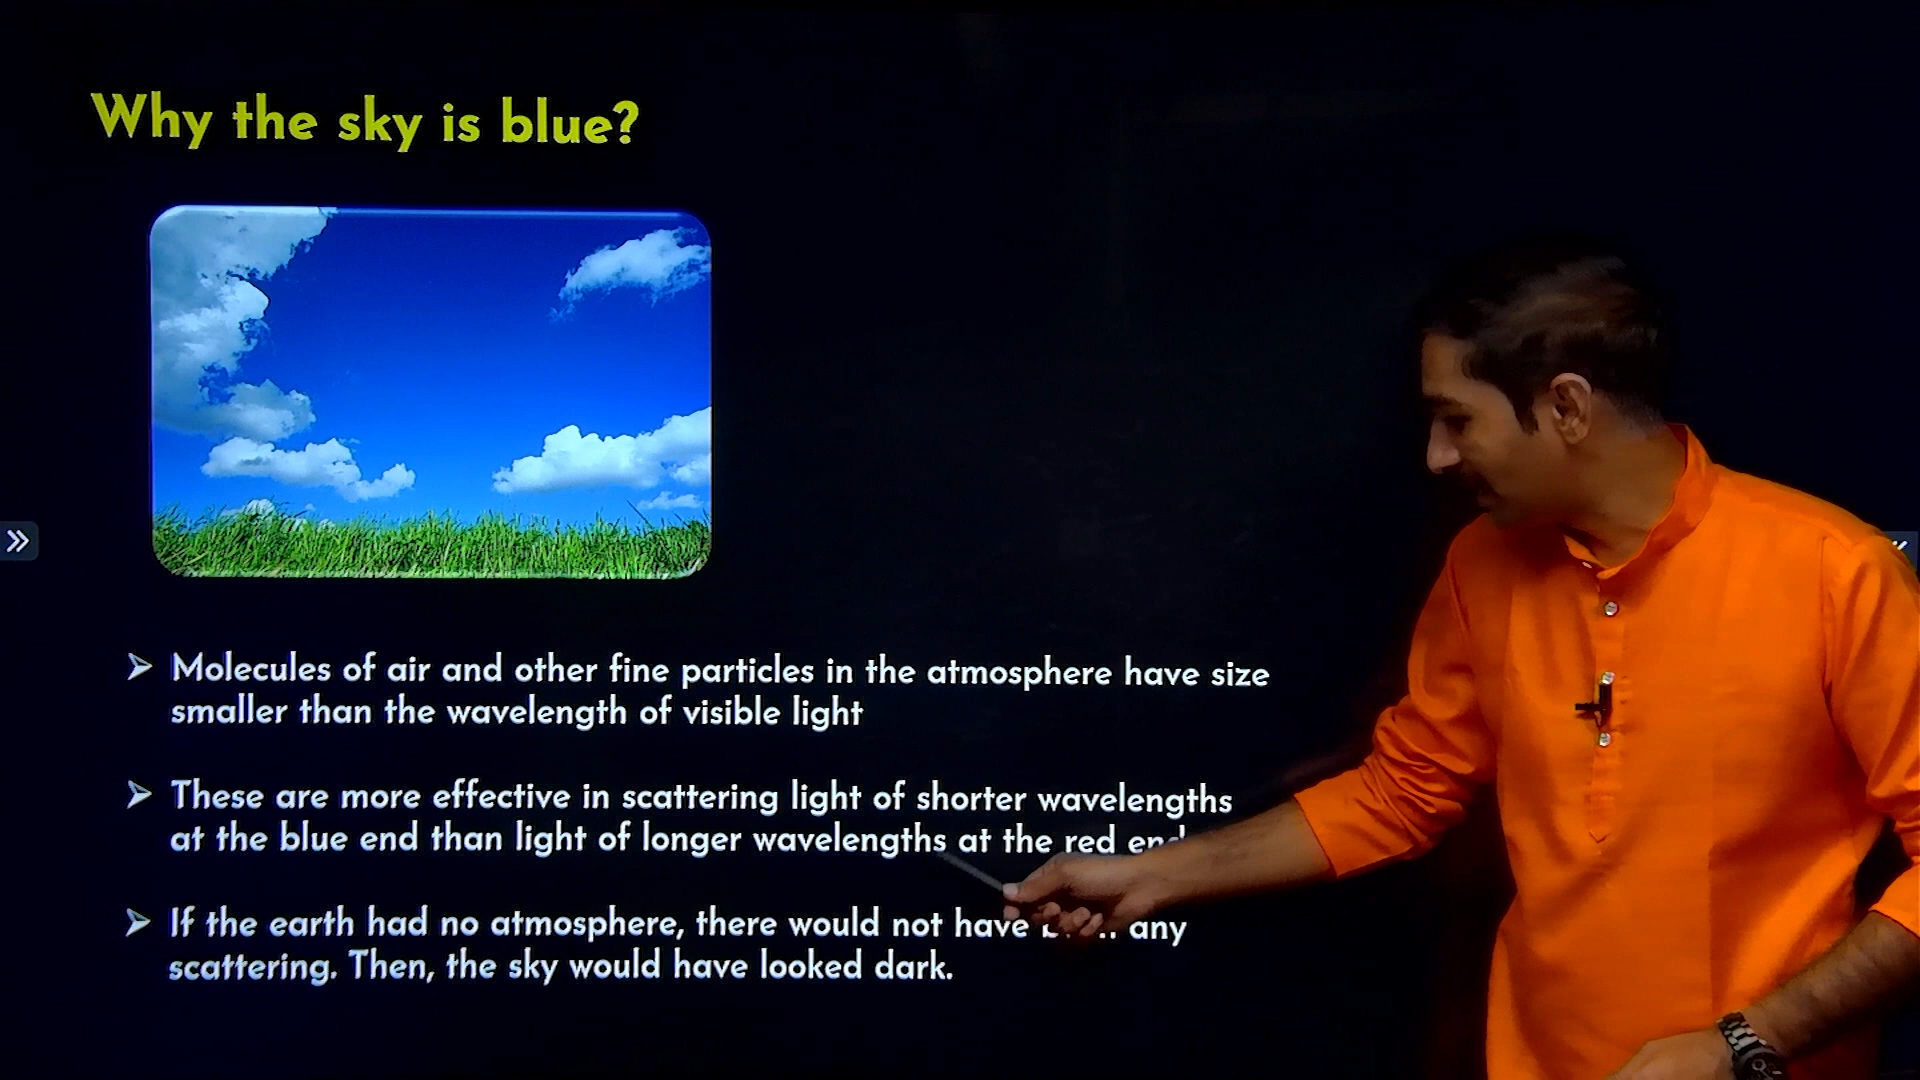 Why the sky is blue?
➤ Molecules of air and other fine particles in the atmosphere have size
smaller than the wavelength of visible light
➤ These are more effective in scattering light of shorter wavelengths
at the blue end than light of longer wavelengths at the red end
➤ If the earth had no atmosphere, there would not have any
scattering. Then, the sky would have looked dark.